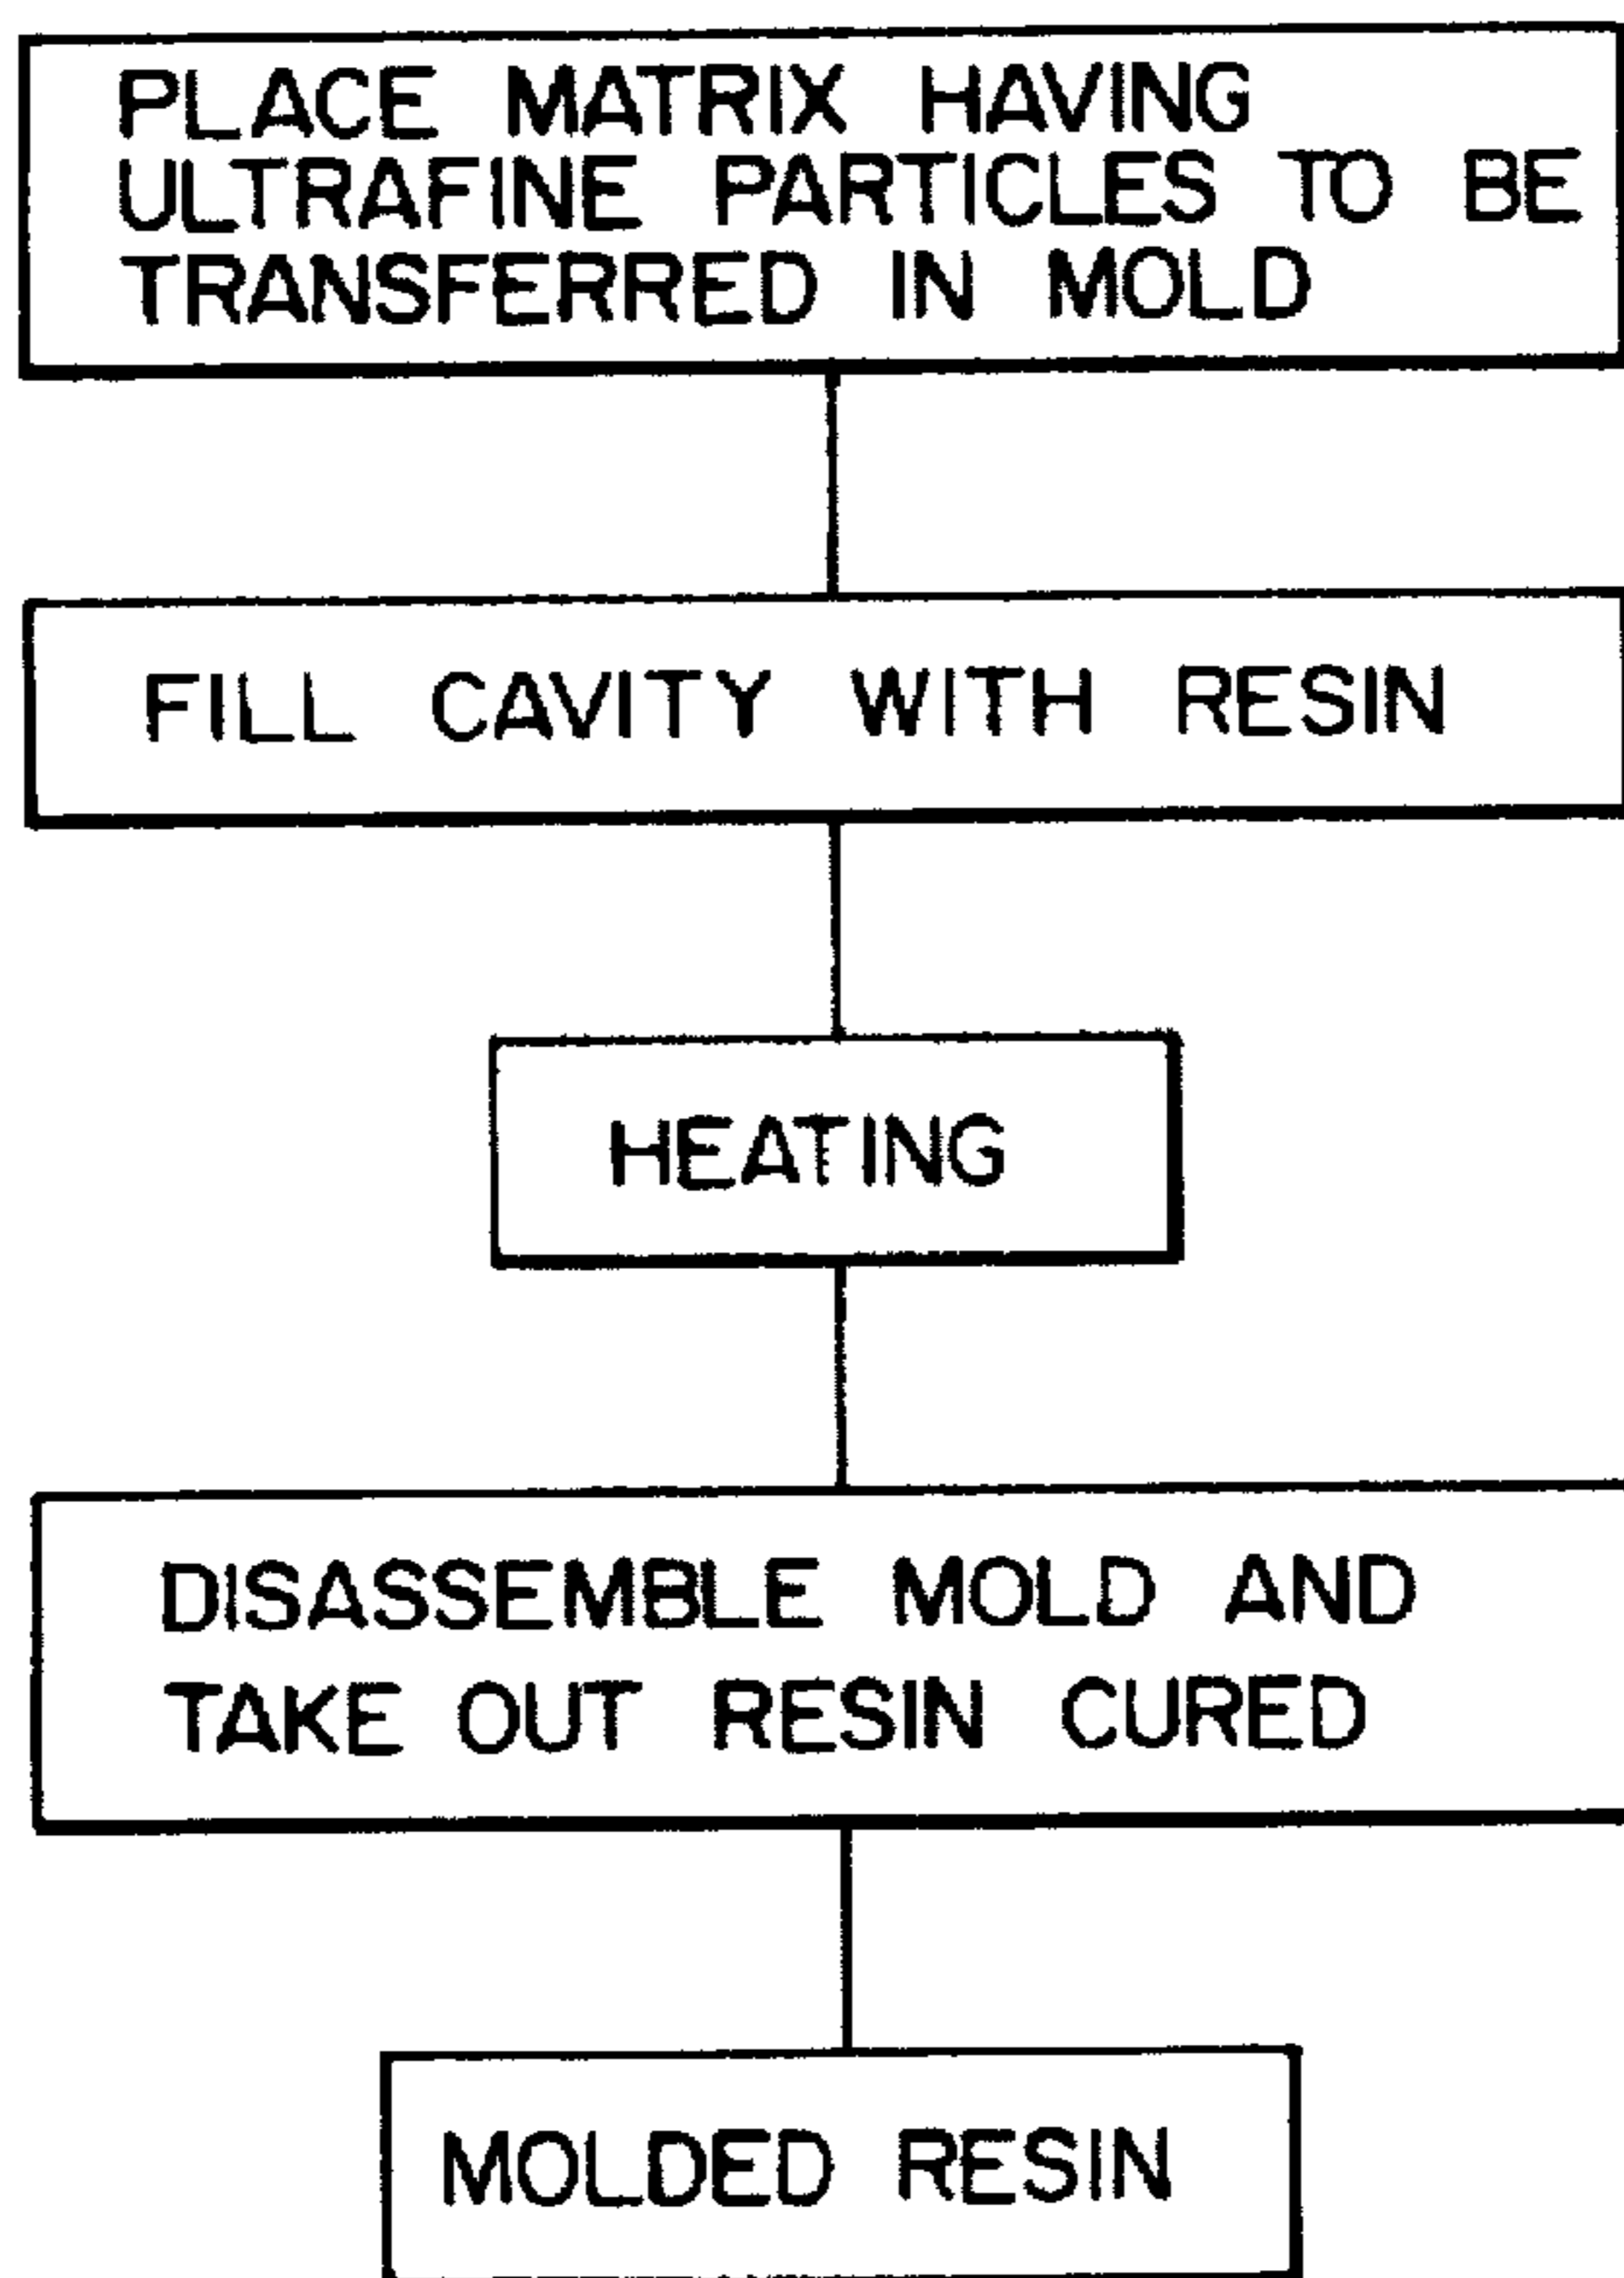 PLACE MATRIX HAVING
ULTRAFINE PARTICLES TO BE
TRANSFERRED IN MOLD
FILL CAVITY WITH RESIN
HEATING
DISASSEMBLE MOLD AND
TAKE OUT RESIN CURED
MOLDED RESIN